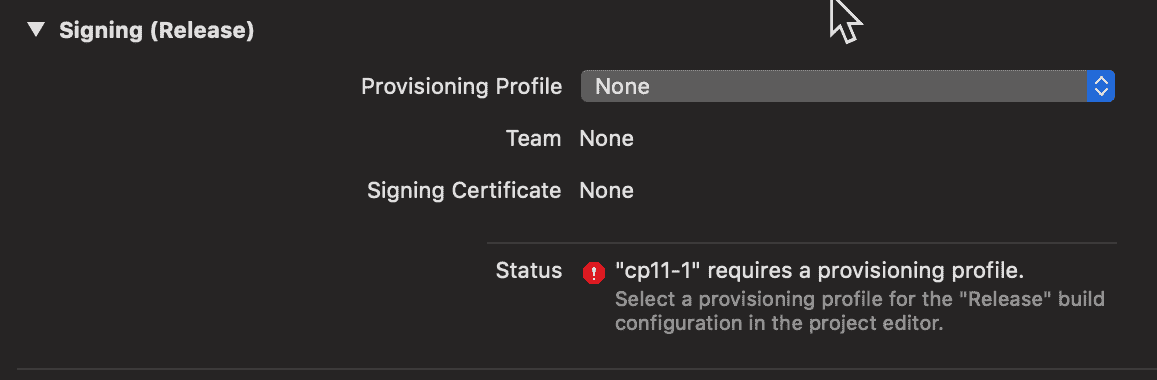 Signing (Release)
Provisioning Profile None
Team None
Signing Certificate None
Status "cp11-1" requires a provisioning profile.
Select a provisioning profile for the "Release" build
configuration in the project editor.